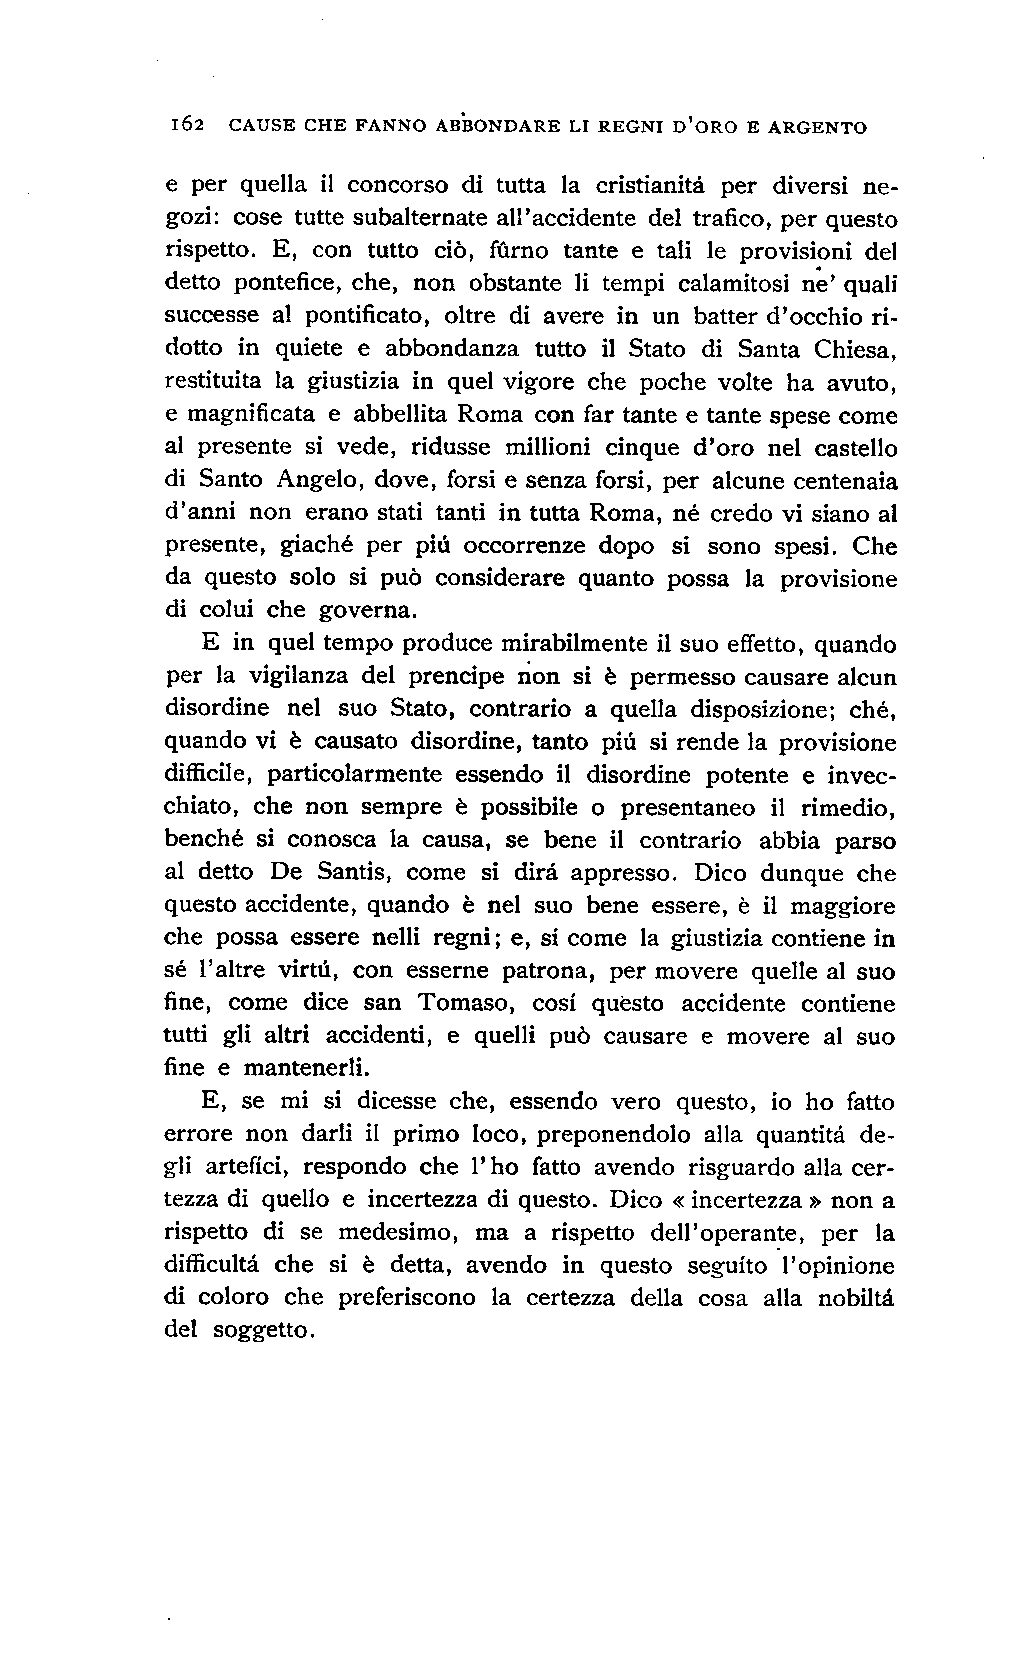 162 CAUSE CHE FANNO ABBONDARE LI REGNI D'ORO E ARGENTO
e per quella il concorso di tutta la cristianitá per diversi ne-
gozi: cose tutte subalternate all'accidente del trafico, per questo
rispetto. E, con tutto ciò, fûrno tante e tali le provisioni del
detto pontefice, che, non obstante li tempi calamitosi ne' quali
successe al pontificato, oltre di avere in un batter d'occhio ri-
dotto in quiete e abbondanza tutto il Stato di Santa Chiesa,
restituita la giustizia in quel vigore che poche volte ha avuto,
e magnificata e abbellita Roma con far tante e tante spese come
al presente si vede, ridusse millioni cinque d'oro nel castello
di Santo Angelo, dove, forsi e senza forsi, per alcune centenaia
d'anni non erano stati tanti in tutta Roma, né credo vi siano al
presente, giaché per piú occorrenze dopo si sono spesi. Che
da questo solo si può considerare quanto possa la provisione
di colui che governa.
E in quel tempo produce mirabilmente il suo effetto, quando
per la vigilanza del prencipe non si è permesso causare alcun
disordine nel suo Stato, contrario a quella disposizione; ché,
quando vi è causato disordine, tanto piú si rende la provisione
difficile, particolarmente essendo il disordine potente e invec-
chiato, che non sempre è possibile o presentaneo il rimedio,
benché si conosca la causa, se bene il contrario abbia parso
al detto De Santis, come si dirá appresso. Dico dunque che
questo accidente, quando è nel suo bene essere, è il maggiore
che possa essere nelli regni; e, sí come la giustizia contiene in
sé l'altre virtú, con esserne patrona, per movere quelle al suo
fine, come dice san Tomaso, cosí questo accidente contiene
tutti gli altri accidenti, e quelli può causare e movere al suo
fine e mantenerli.
E, se mi si dicesse che, essendo vero questo, io ho fatto
errore non darli il primo loco, preponendolo alla quantitá de-
gli artefíci, respondo che l'ho fatto avendo risguardo alla cer-
tezza di quello e incertezza di questo. Dico « incertezza » non a
rispetto di se medesimo, ma a rispetto dell'operante, per la
difficultá che si è detta, avendo in questo seguíto l'opinione
di coloro che preferiscono la certezza della cosa alla nobiltá
del soggetto.